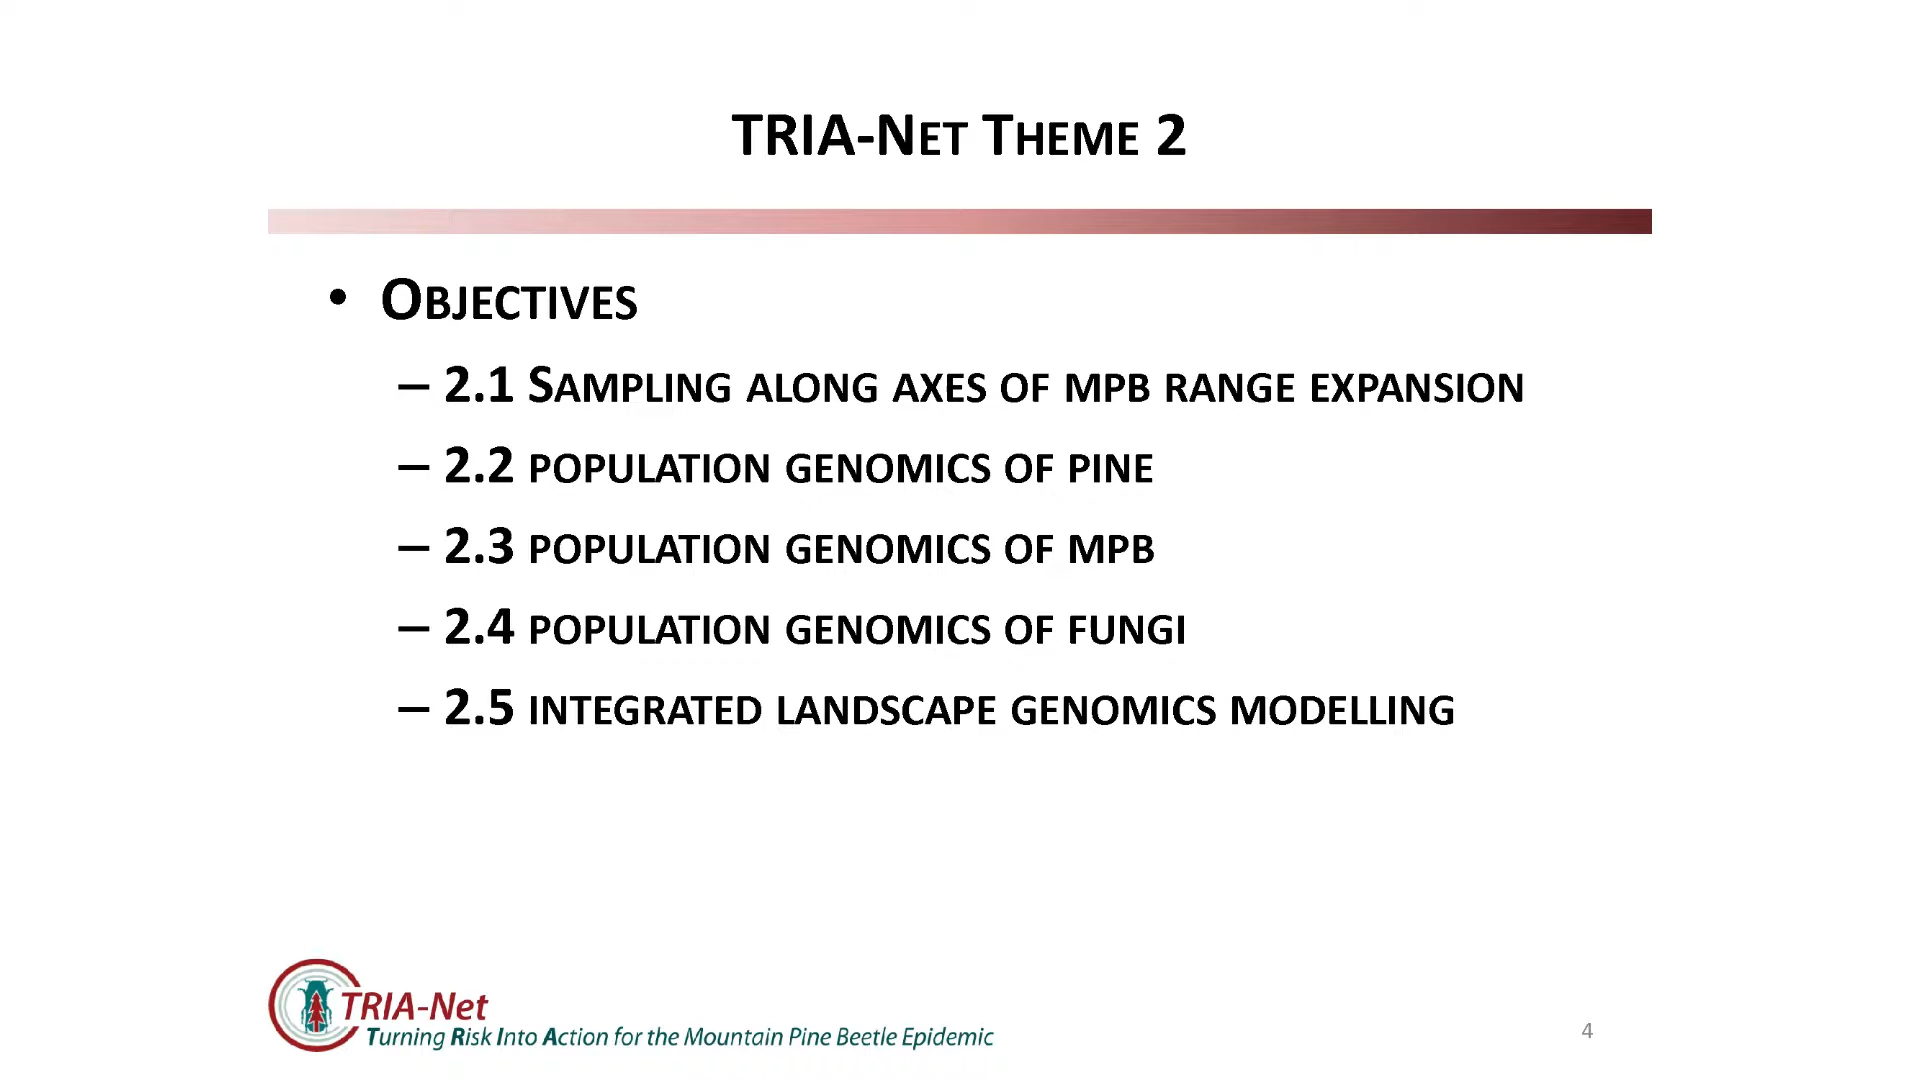 TRIA-Net Theme 2
• Objectives
– 2.1 Sampling along axes of mpb range expansion
– 2.2 population genomics of pine
– 2.3 population genomics of mpb
– 2.4 population genomics of fungi
– 2.5 integrated landscape genomics modelling
TRIA-Net
Turning Risk Into Action for the Mountain Pine Beetle Epidemic
4